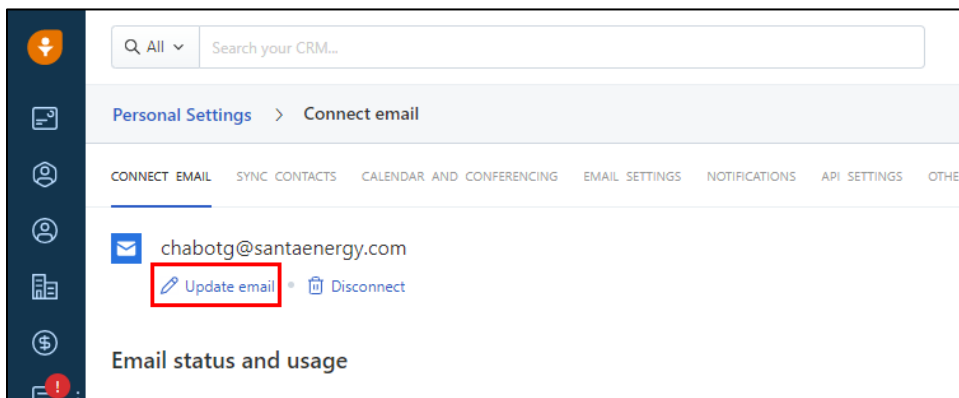 All Search your CRM...
Personal Settings > Connect email
CONNECT EMAIL SYNC CONTACTS CALENDAR AND CONFERENCING EMAIL SETTINGS NOTIFICATIONS API SETTINGS OTHE
chabotg@santaenergy.com
Update email • Disconnect
Email status and usage
!